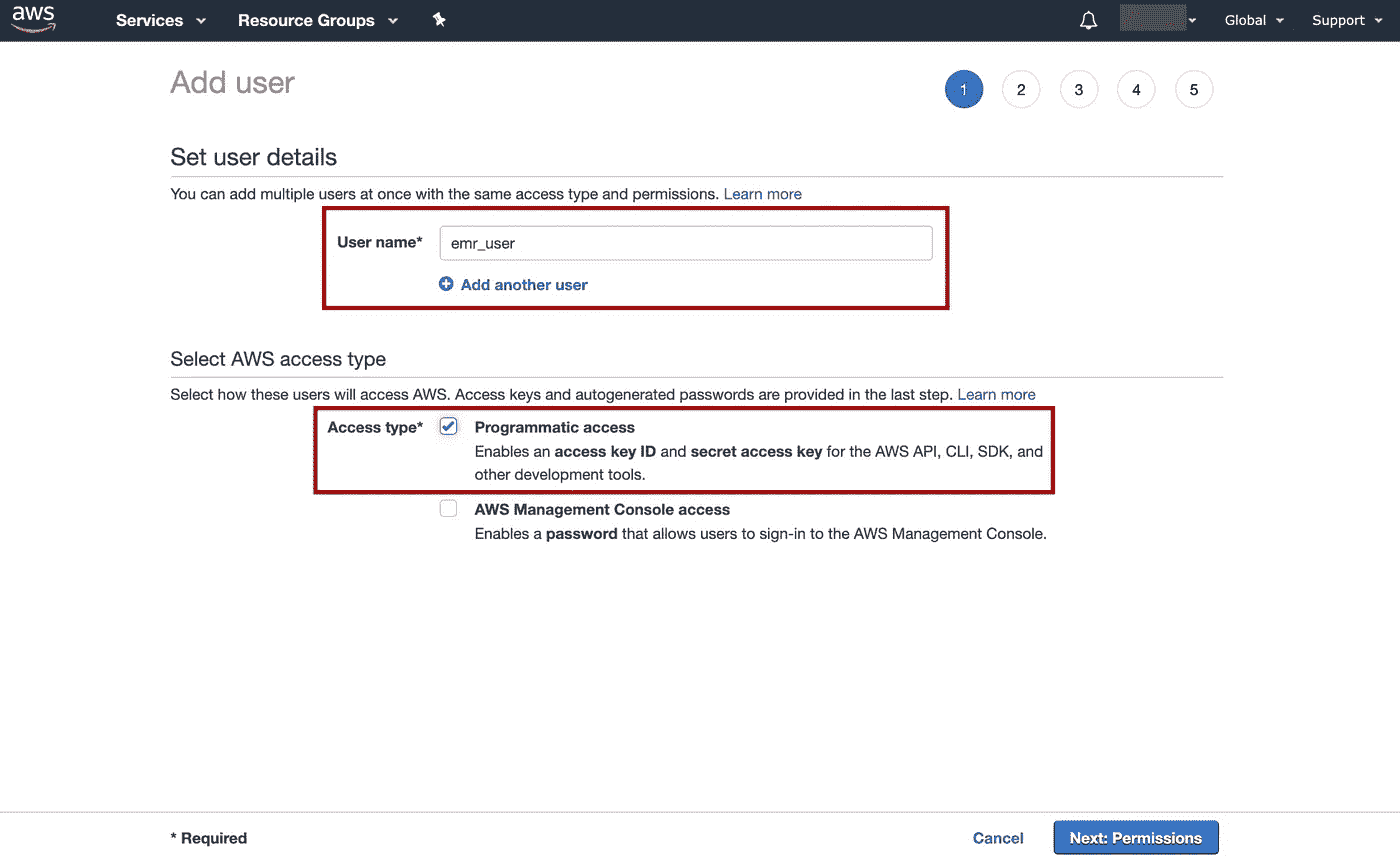 aws Services Resource Groups Global Support
Add user 1 2 3 4 5
Set user details
You can add multiple users at once with the same access type and permissions. Learn more
User name* emr_user
Add another user
Select AWS access type
Select how these users will access AWS. Access keys and autogenerated passwords are provided in the last step. Learn more
Access type* Programmatic access
Enables an access key ID and secret access key for the AWS API, CLI, SDK, and
other development tools.
AWS Management Console access
Enables a password that allows users to sign-in to the AWS Management Console.
* Required Cancel Next: Permissions